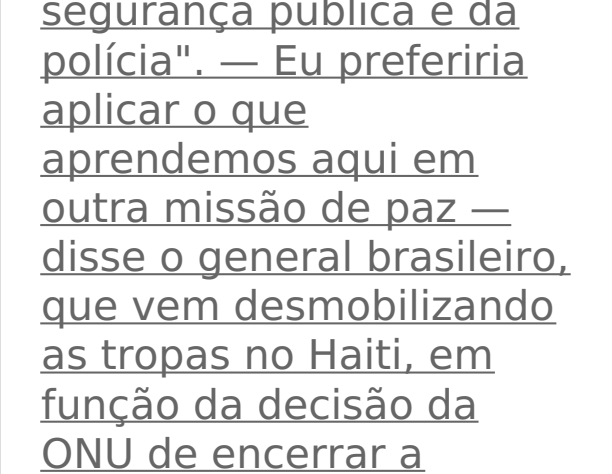 segurança pública e da
polícia". — Eu preferiria
aplicar o que
aprendemos aqui em
outra missão de paz —
disse o general brasileiro,
que vem desmobilizando
as tropas no Haiti, em
função da decisão da
ONU de encerrar a